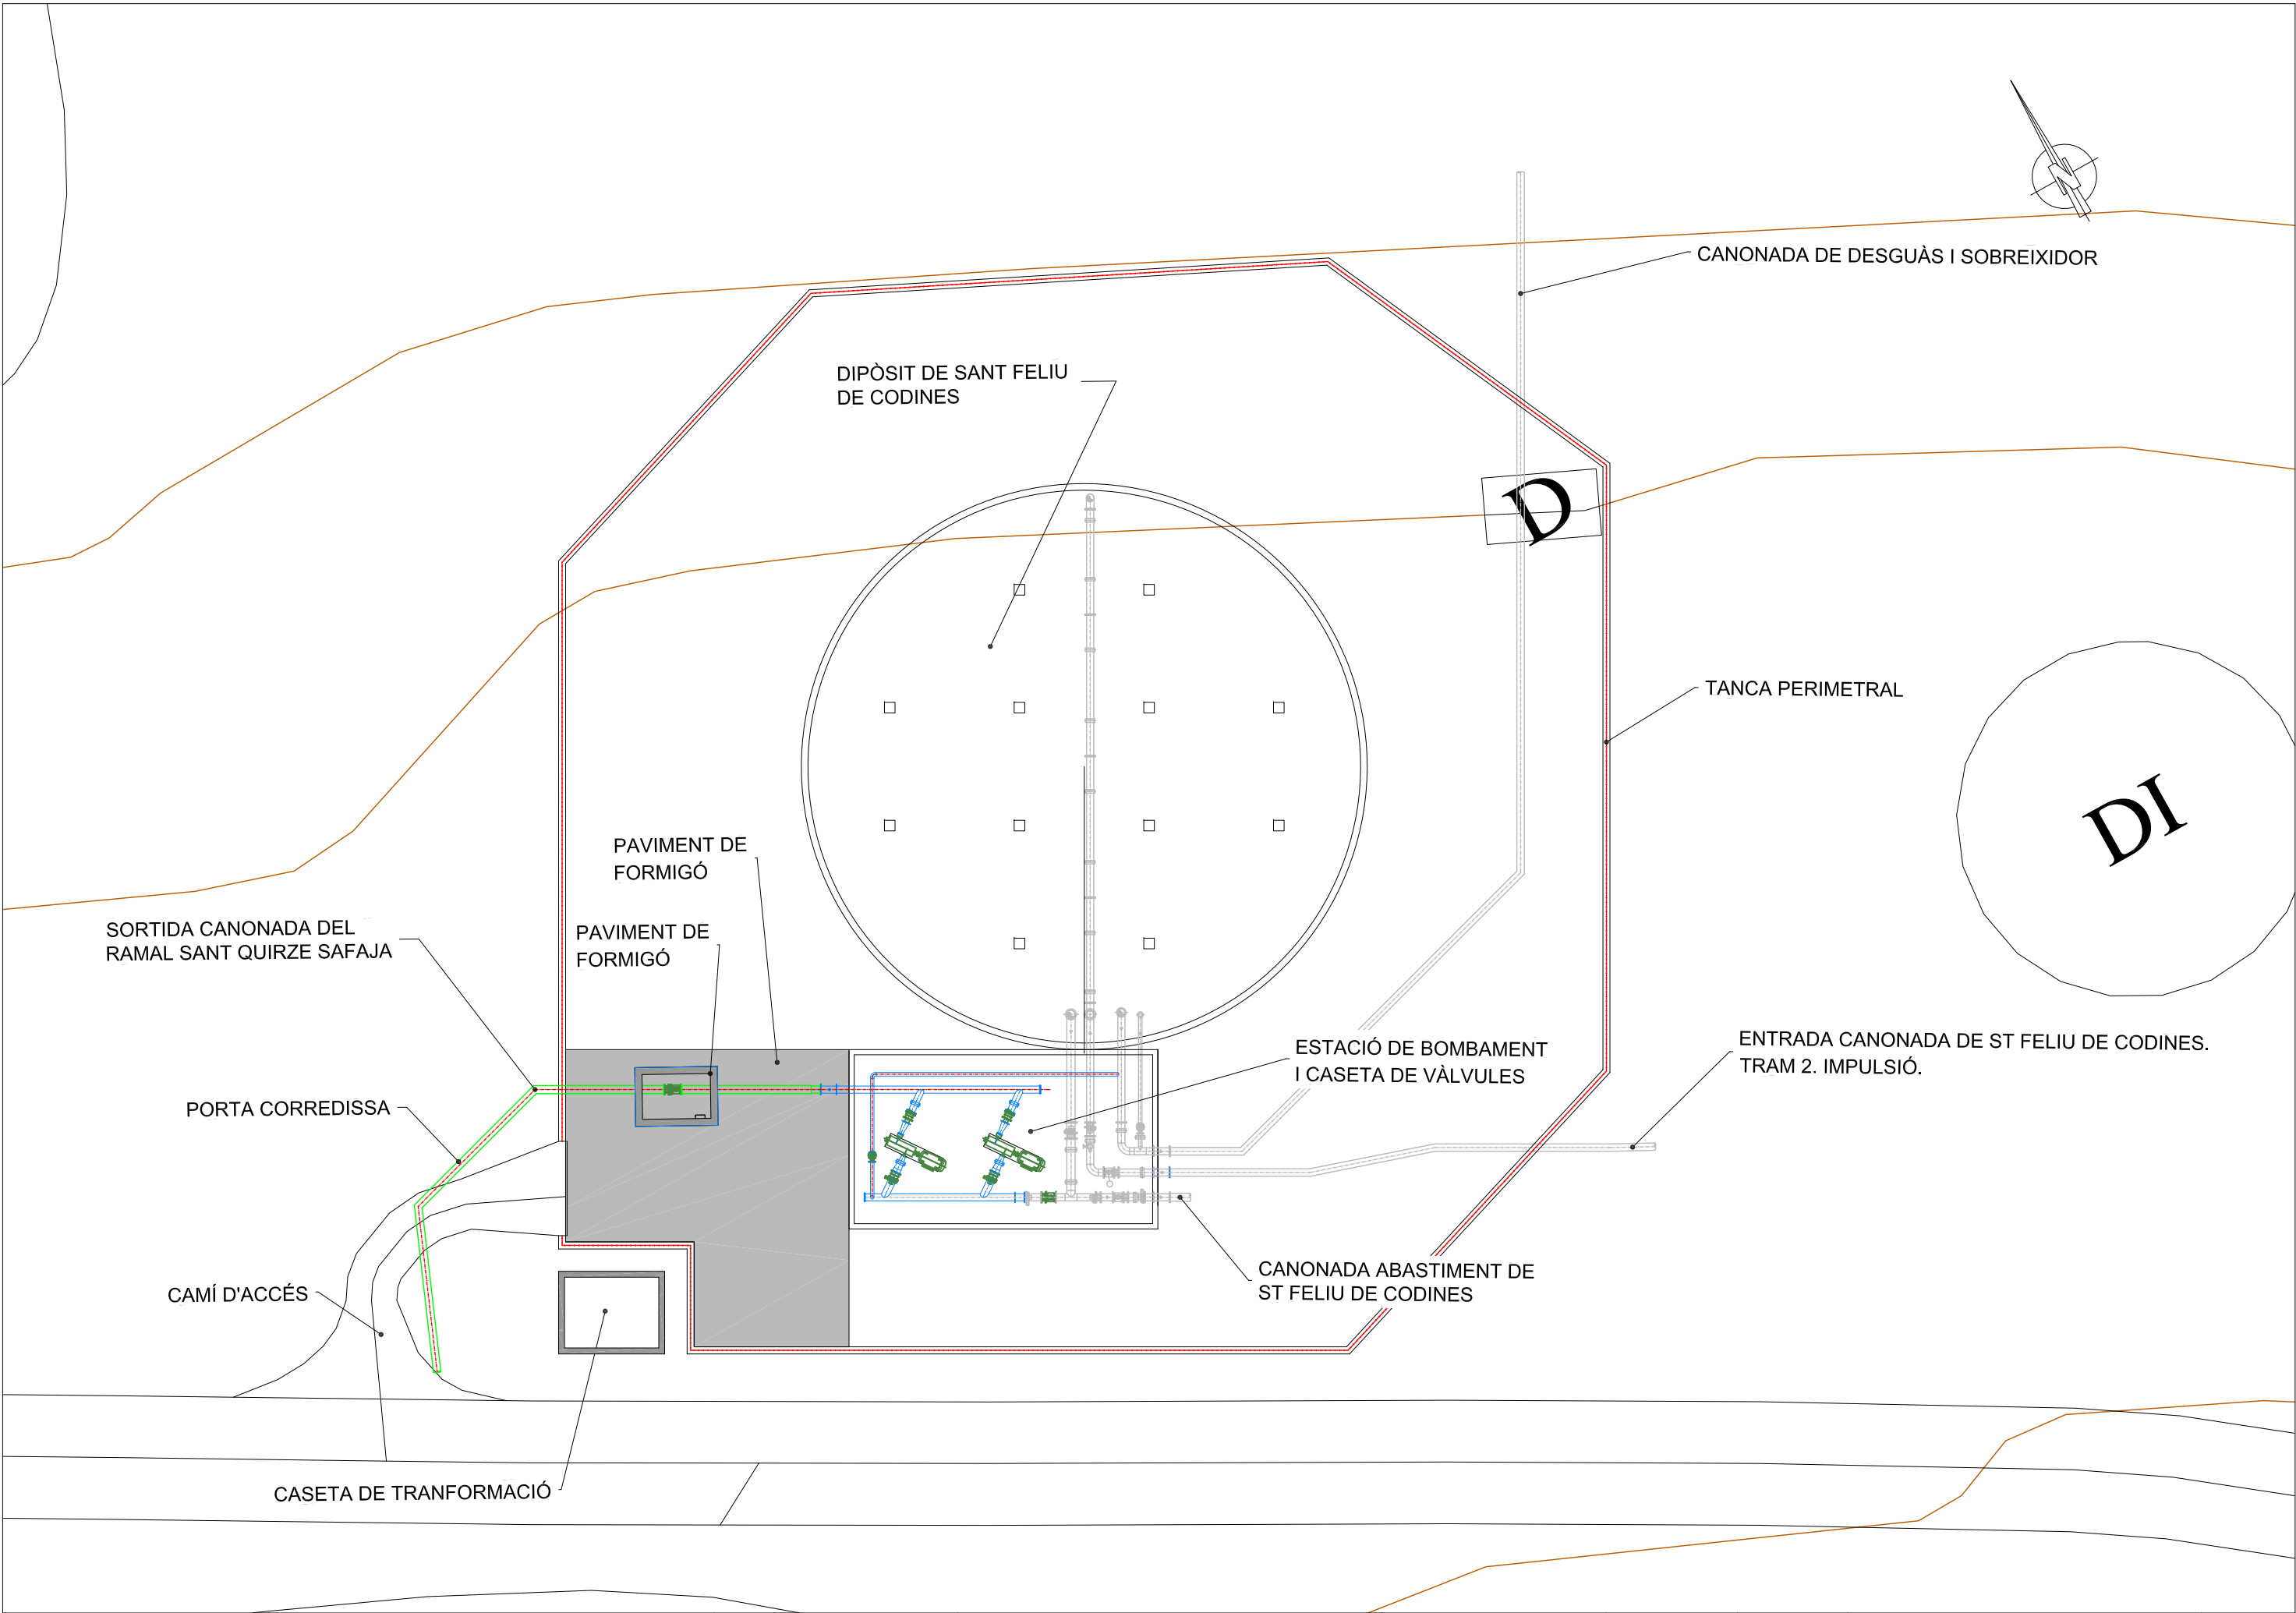 N
CANONADA DE DESGUÀS I SOBREIXIDOR
DIPÒSIT DE SANT FELIU
DE CODINES
D
TANCA PERIMETRAL
DI
PAVIMENT DE
FORMIGÓ
PAVIMENT DE
FORMIGÓ
SORTIDA CANONADA DEL
RAMAL SANT QUIRZE SAFAJA
ESTACIÓ DE BOMBAMENT
I CASETA DE VÀLVULES
ENTRADA CANONADA DE ST FELIU DE CODINES.
TRAM 2. IMPULSIÓ.
PORTA CORREDISSA
CANONADA ABASTIMENT DE
ST FELIU DE CODINES
CAMÍ D'ACCÉS
CASETA DE TRANFORMACIÓ